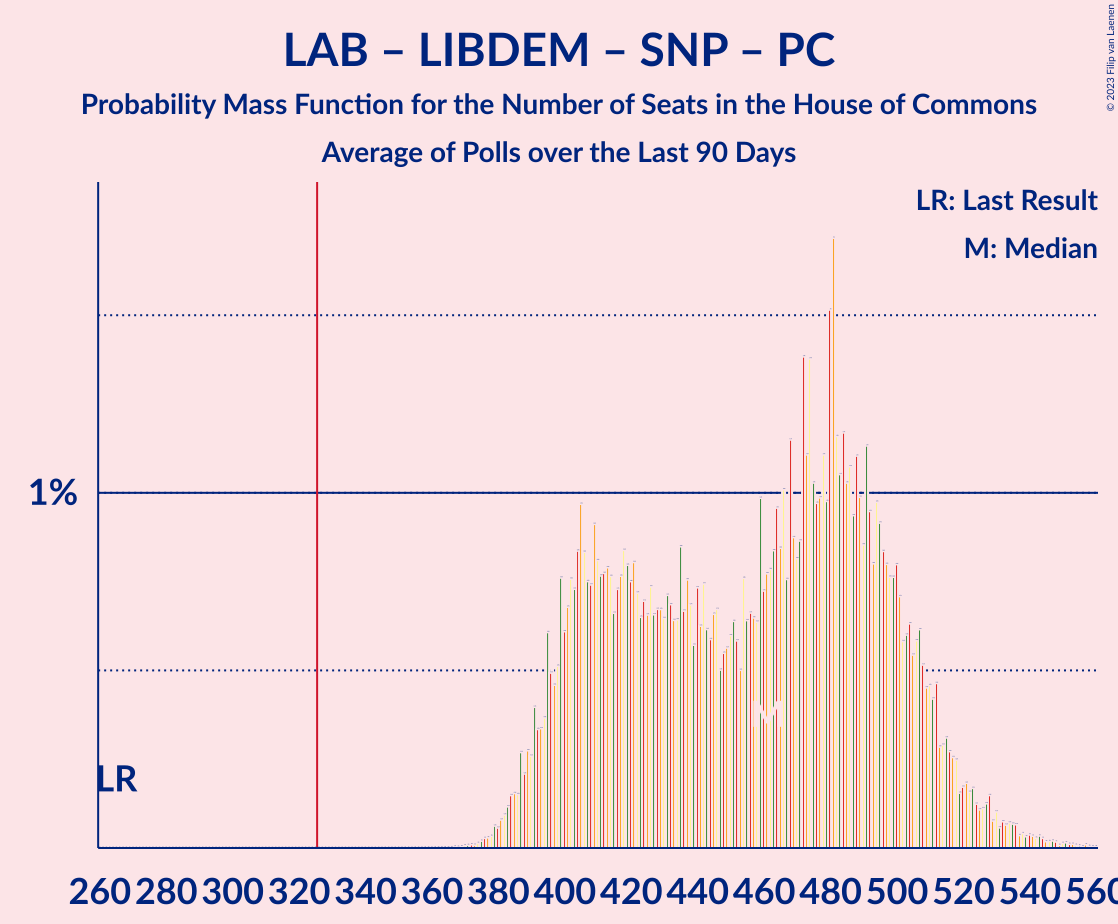 LAB – LIBDEM – SNP – PC
Probability Mass Function for the Number of Seats in the House of Commons
Average of Polls over the Last 90 Days
© 2023 Filip van Laenen
LR: Last Result
M: Median
1%
LR
M
260 280 300 320 340 360 380 400 420 440 460 480 500 520 540 560